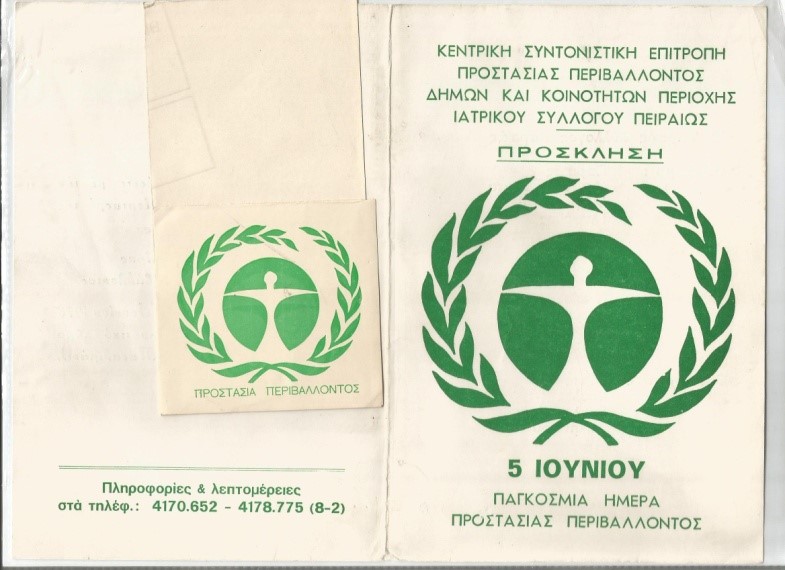 ΠΡΟΣΤΑΣΙΑ ΠΕΡΙΒΑΛΛΟΝΤΟΣ
Πληροφορίες & λεπτομέρειες
στά τηλέφ.: 4170.652 - 4178.775 (8-2)
ΚΕΝΤΡΙΚΗ ΣΥΝΤΟΝΙΣΤΙΚΗ ΕΠΙΤΡΟΠΗ
ΠΡΟΣΤΑΣΙΑΣ ΠΕΡΙΒΑΛΛΟΝΤΟΣ
ΔΗΜΩΝ ΚΑΙ ΚΟΙΝΟΤΗΤΩΝ ΠΕΡΙΟΧΗΣ
ΙΑΤΡΙΚΟΥ ΣΥΛΛΟΓΟΥ ΠΕΙΡΑΙΩΣ
ΠΡΟΣΚΛΗΣΗ
5 ΙΟΥΝΙΟΥ
ΠΑΓΚΟΣΜΙΑ ΗΜΕΡΑ
ΠΡΟΣΤΑΣΙΑΣ ΠΕΡΙΒΑΛΛΟΝΤΟΣ